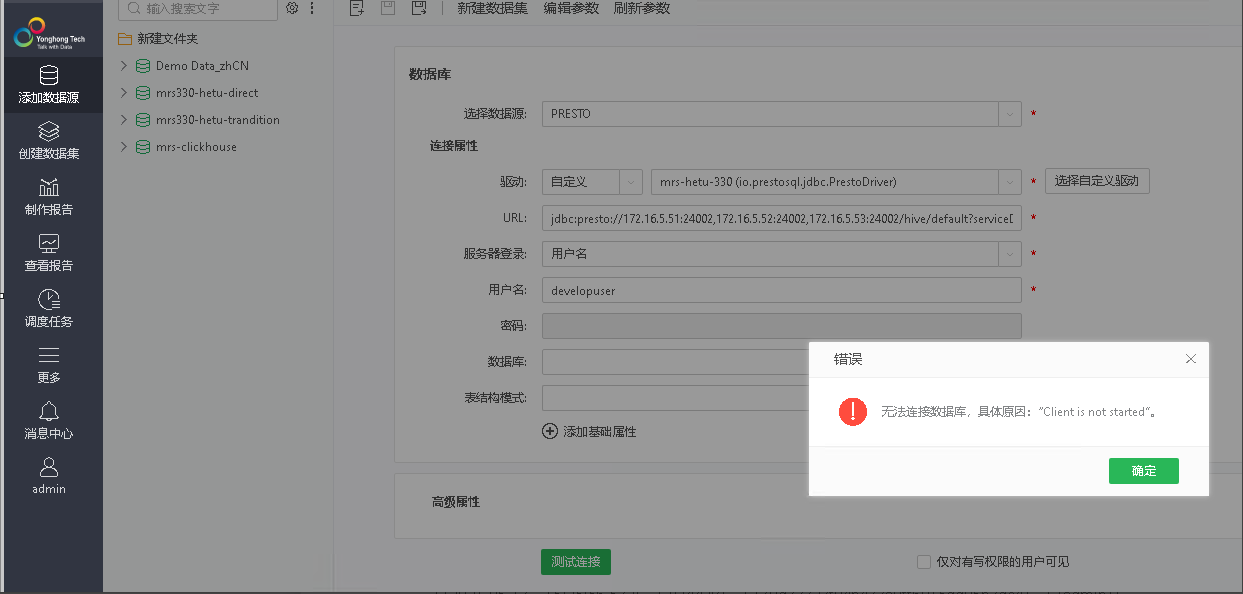 输入搜索文字
新建数据集 编辑参数 刷新参数
Yonghong Tech
Talk with Data
新建文件夹
Demo Data_zhCN
mrs330-hetu-direct
mrs330-hetu-trandition
mrs-clickhouse
添加数据源
创建数据集
制作报告
查看报告
调度任务
更多
消息中心
admin
数据库
选择数据源: PRESTO *
连接属性
驱动: 自定义 mrs-hetu-330 (io.prestosql.jdbc.PrestoDriver) * 选择自定义驱动
URL: jdbc:presto://172.16.5.51:24002,172.16.5.52:24002,172.16.5.53:24002/hive/default?service *
服务器登录: 用户名 *
用户名: developuser *
密码:
数据库:
表结构模式:
添加基础属性
错误
无法连接数据库，具体原因："Client is not started"。
确定
高级属性
测试连接 仅对有写权限的用户可见